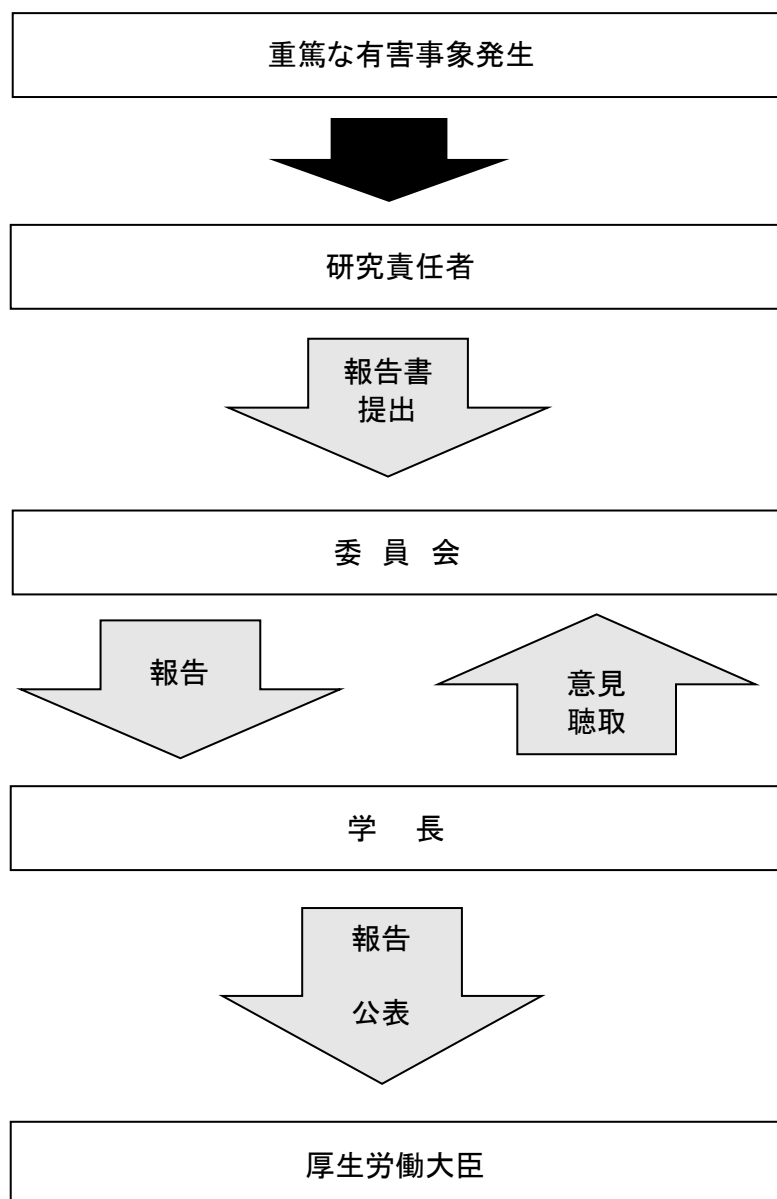 重篤な有害事象発生
研究責任者
報告書
提出
委 員 会
報告
意見
聴取
学 長
報告
公表
厚生労働大臣